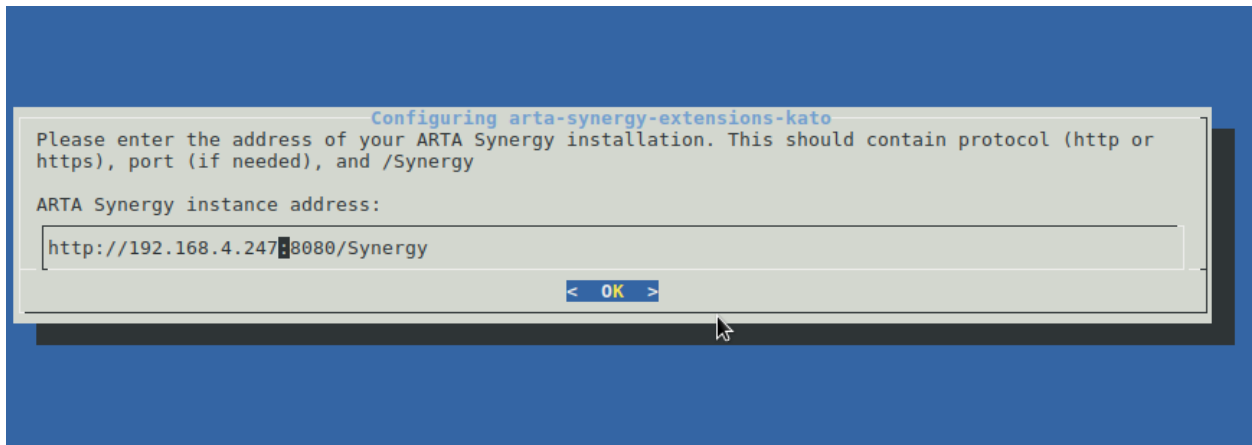 Configuring arta-synergy-extensions-kato
Please enter the address of your ARTA Synergy installation. This should contain protocol (http or
https), port (if needed), and /Synergy
ARTA Synergy instance address:
http://192.168.4.247:8080/Synergy
<  OK  >